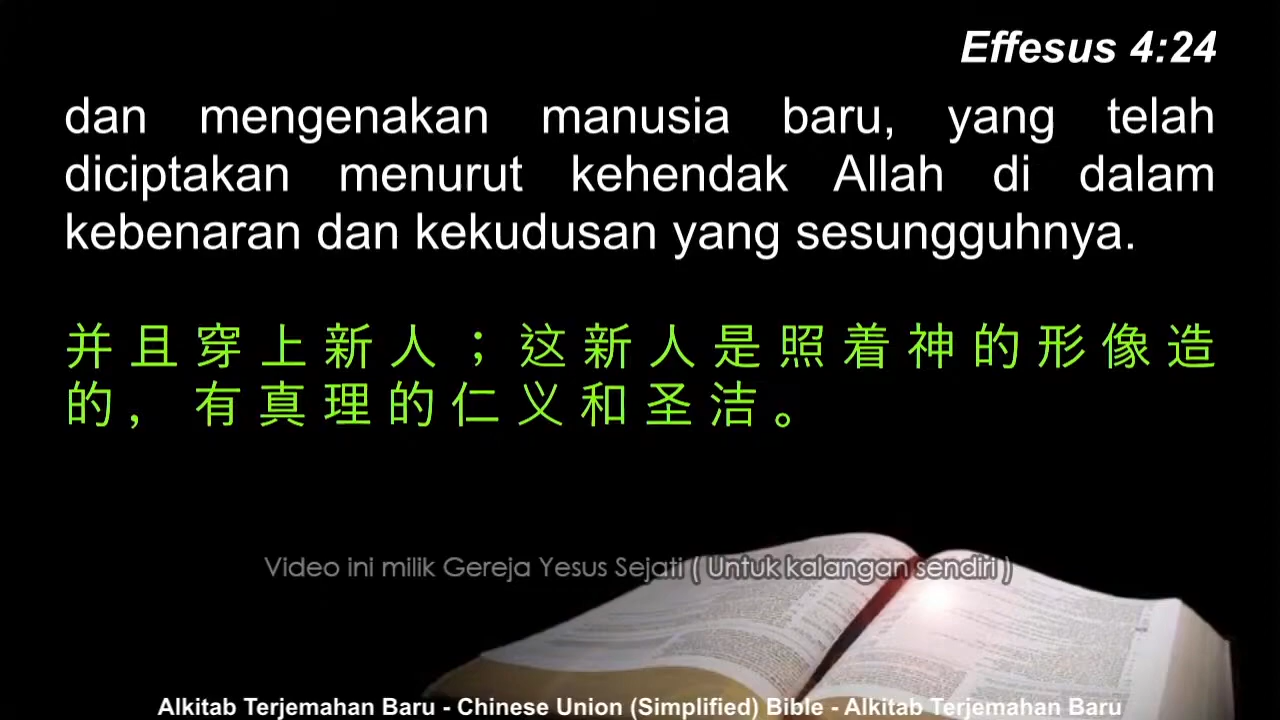 Effesus 4:24
dan mengenakan manusia baru, yang telah
diciptakan menurut kehendak Allah di dalam
kebenaran dan kekudusan yang sesungguhnya.
并且穿上新人；这新人是照着神的形像造
的，有真理的仁义和圣洁。
Video ini milik Gereja Yesus Sejati ( Untuk kalangan sendiri )
Alkitab Terjemahan Baru - Chinese Union (Simplified) Bible - Alkitab Terjemahan Baru